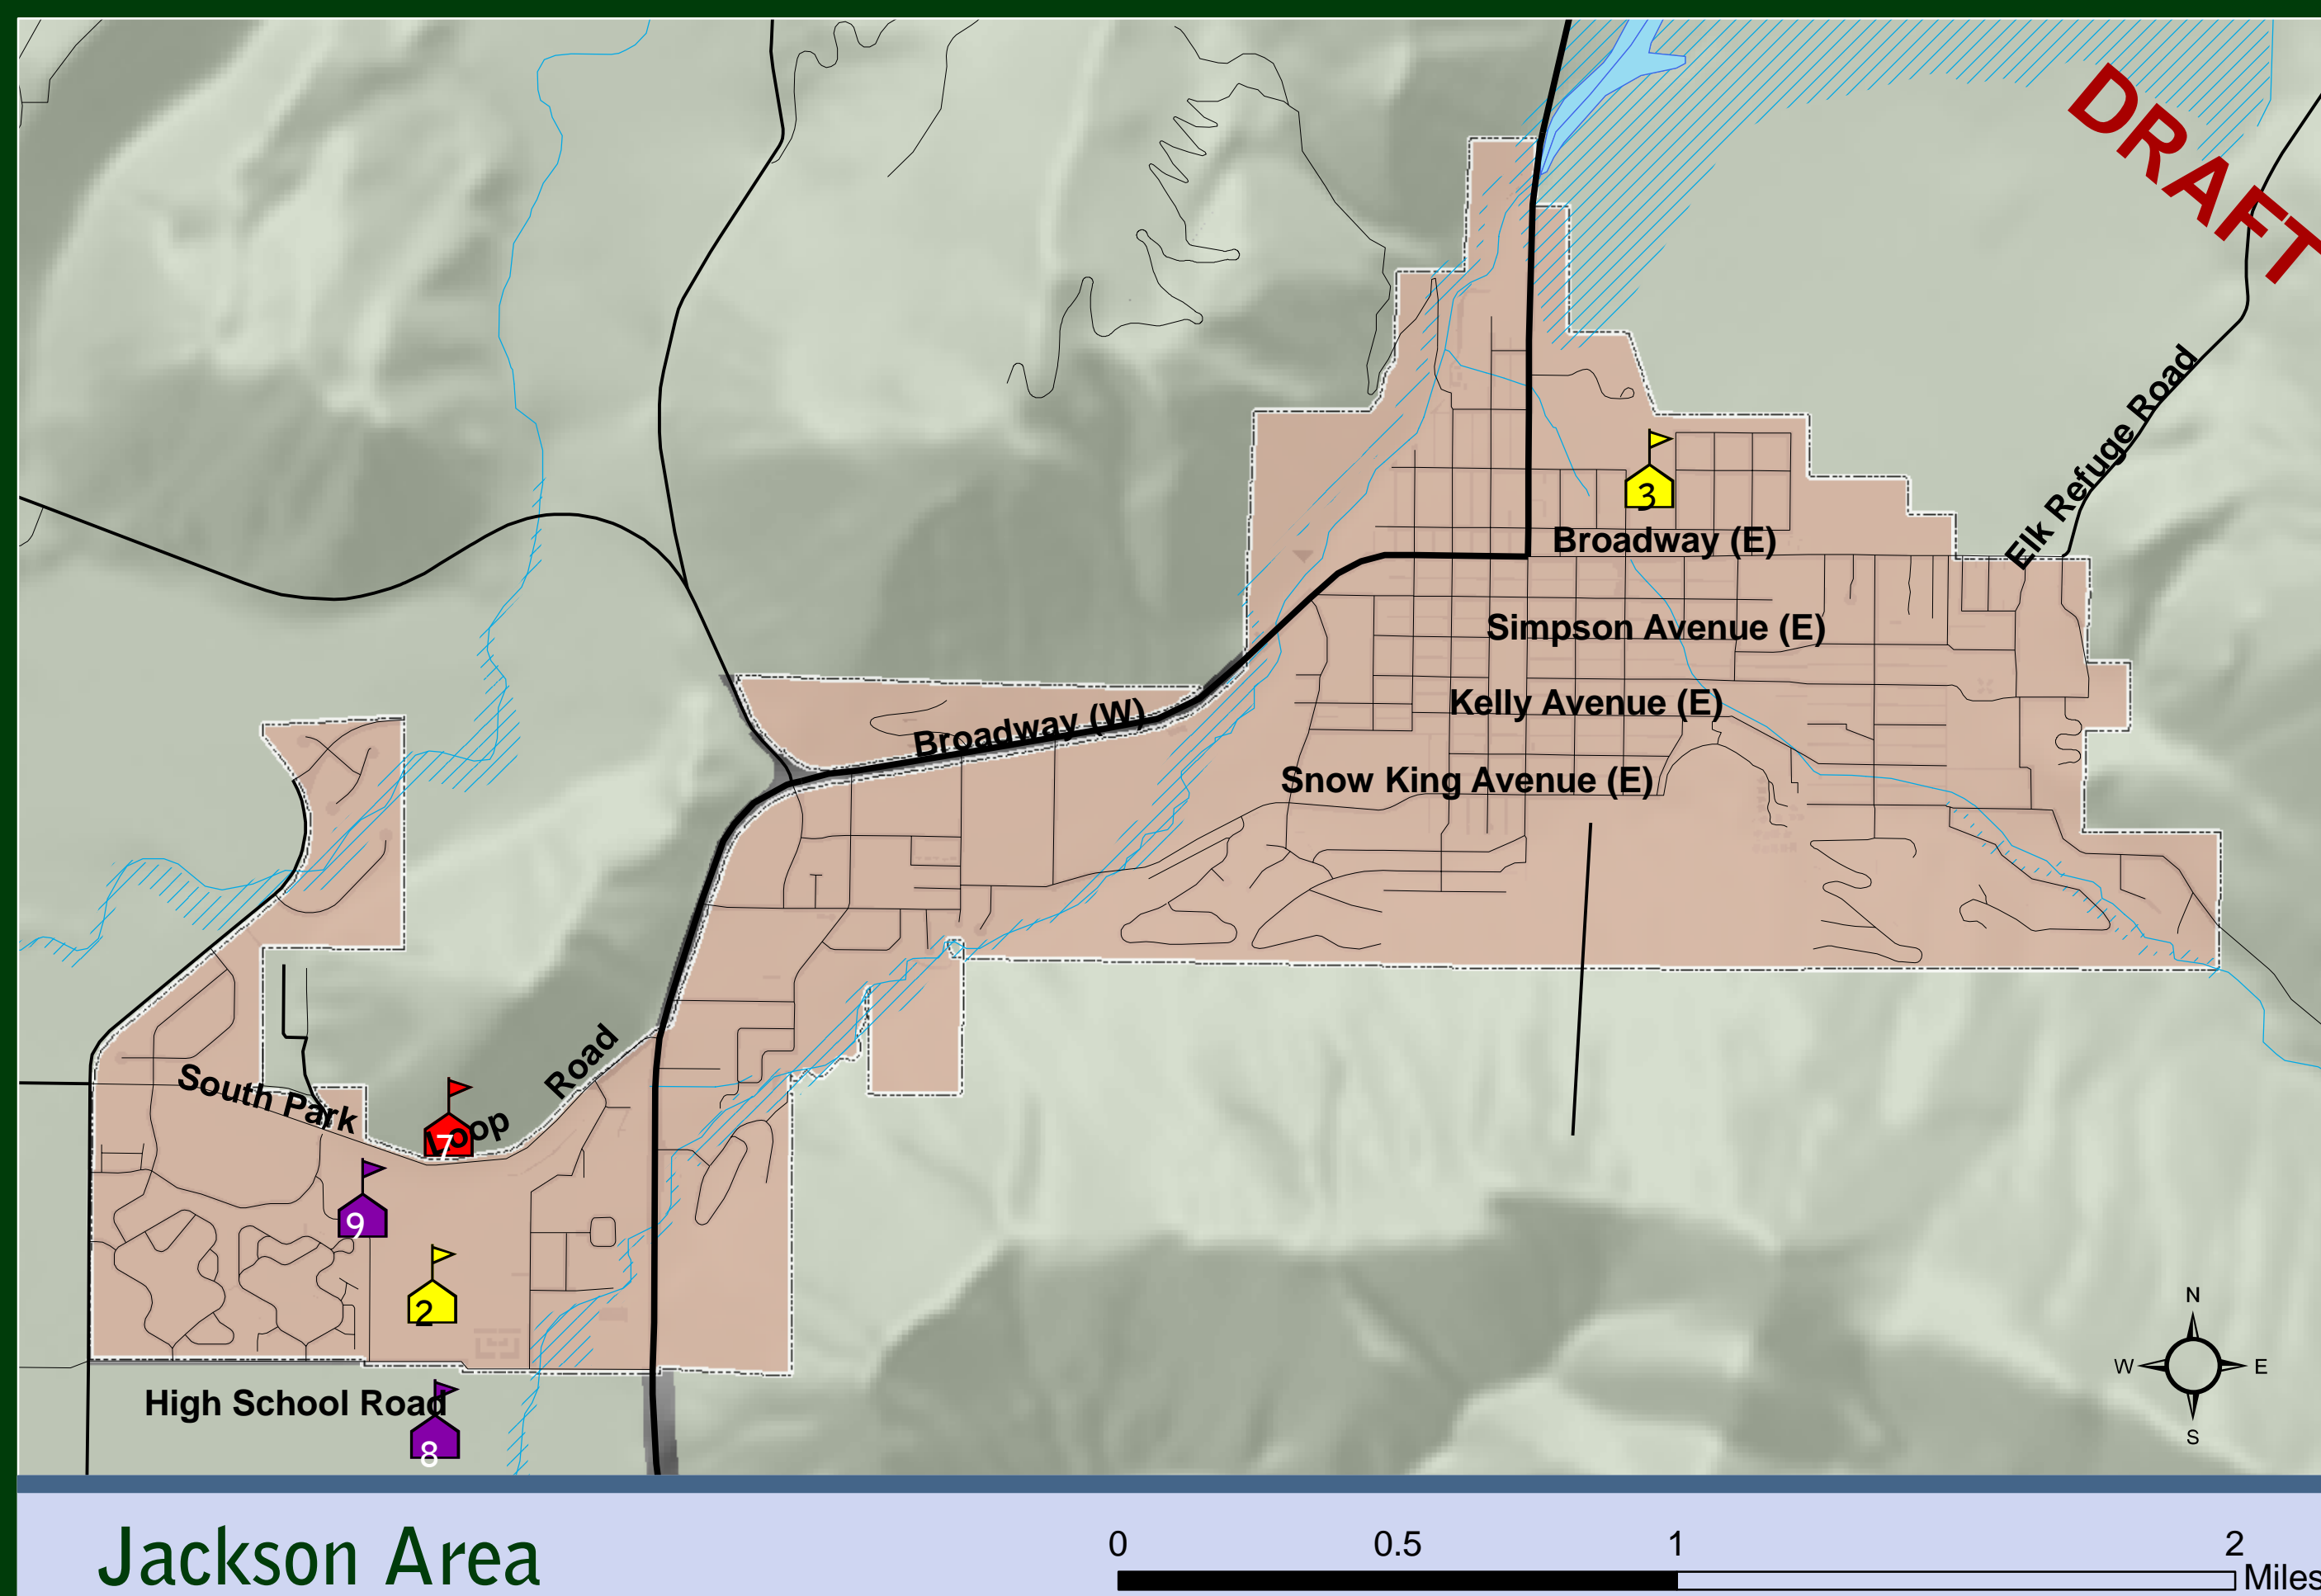 DRAFT
Elk Refuge Road
3
Broadway (E)
Simpson Avenue (E)
Kelly Avenue (E)
Broadway (W)
Snow King Avenue (E)
South Park Loop Road
7
9
2
High School Road
8
N
W E
S
Jackson Area
0 0.5 1 2
Miles